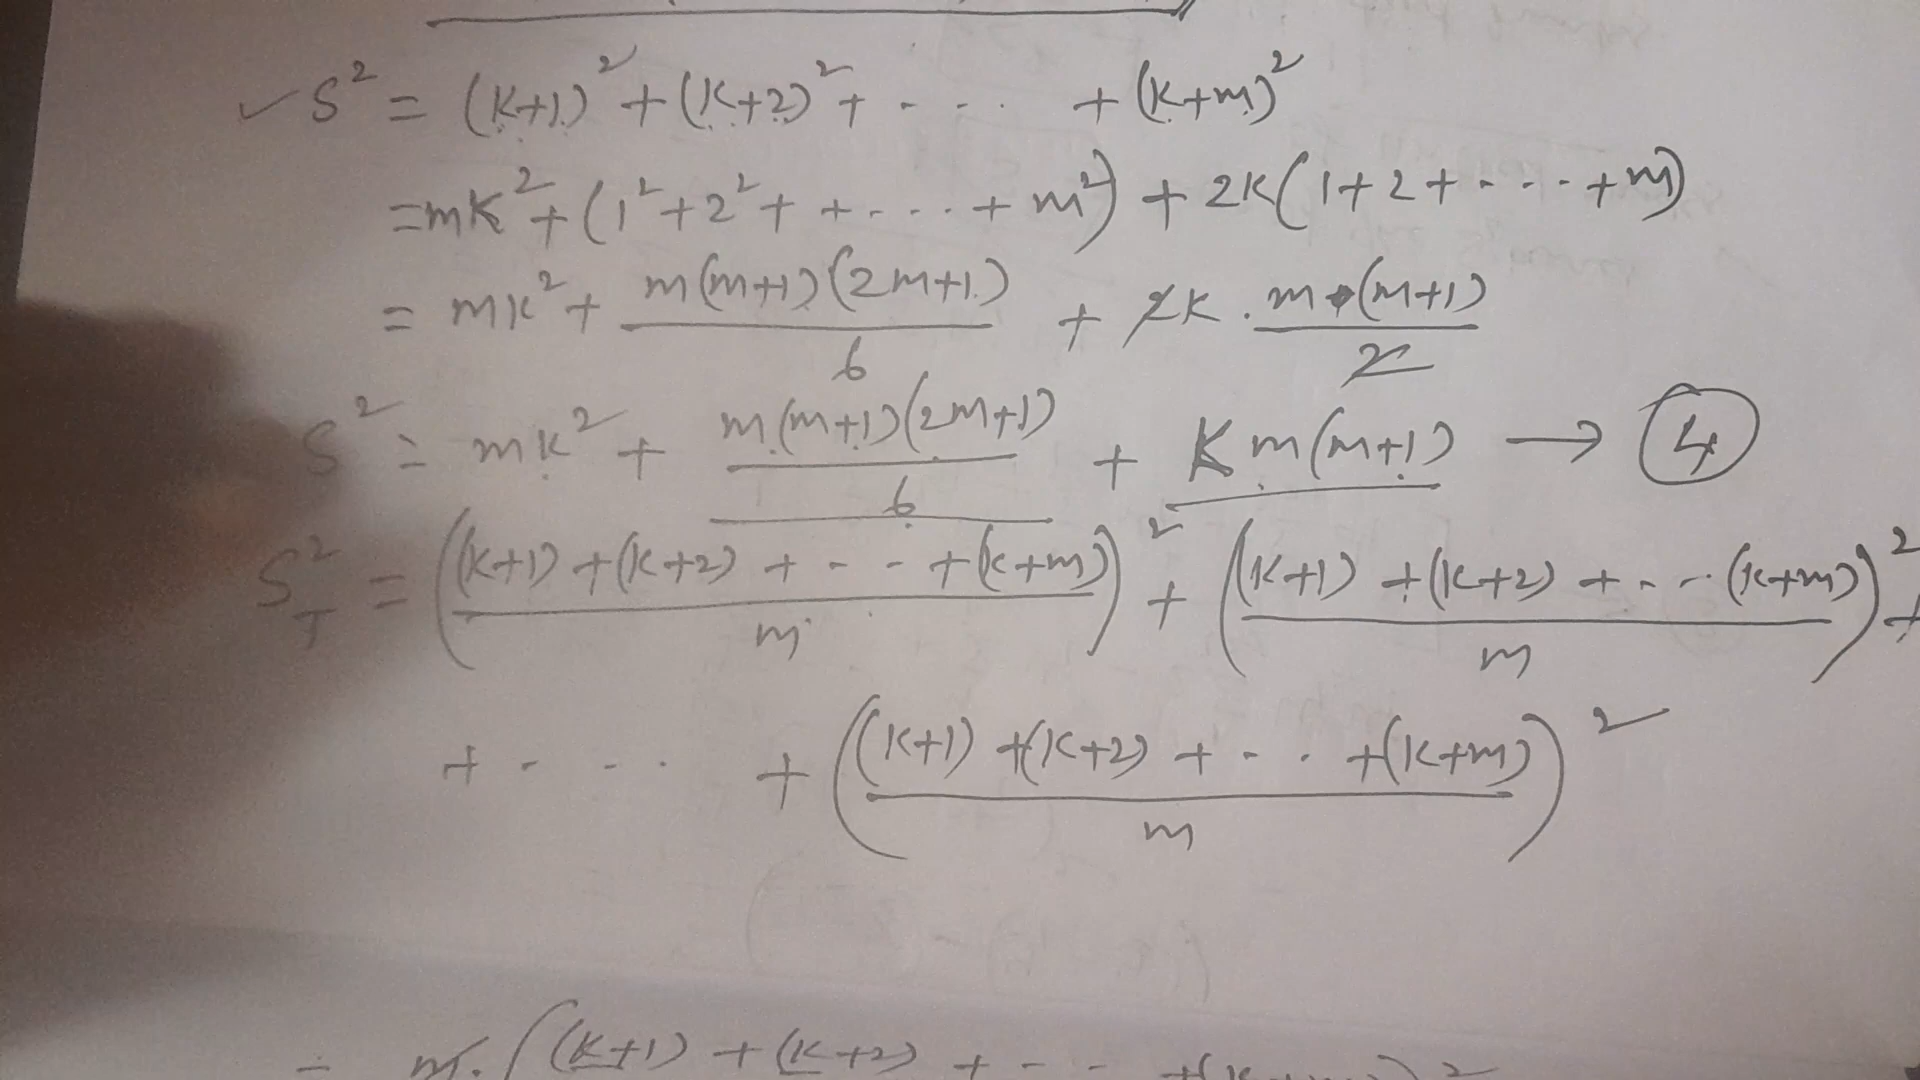 ✓ S² = (K+1)² + (K+2)² + - - - . + (K+m)²
= mK² + (1² + 2² + + - . . . + m²) + 2K(1+2+ - - - - + m)
= mK² + m(m+1)(2m+1)/6 + 2K . m(m+1)/2
S² = mK² + m(m+1)(2m+1)/6 + K m(m+1) → ④
S_T² = ((K+1) + (K+2) + - - + (K+m)/m)² + ((K+1) + (K+2) + - - - (K+m)/m)² +
+ - - - . + ((K+1) + (K+2) + - - . + (K+m)/m)²
= m. ((K+1) + (K+2) + - - +(K+m))²